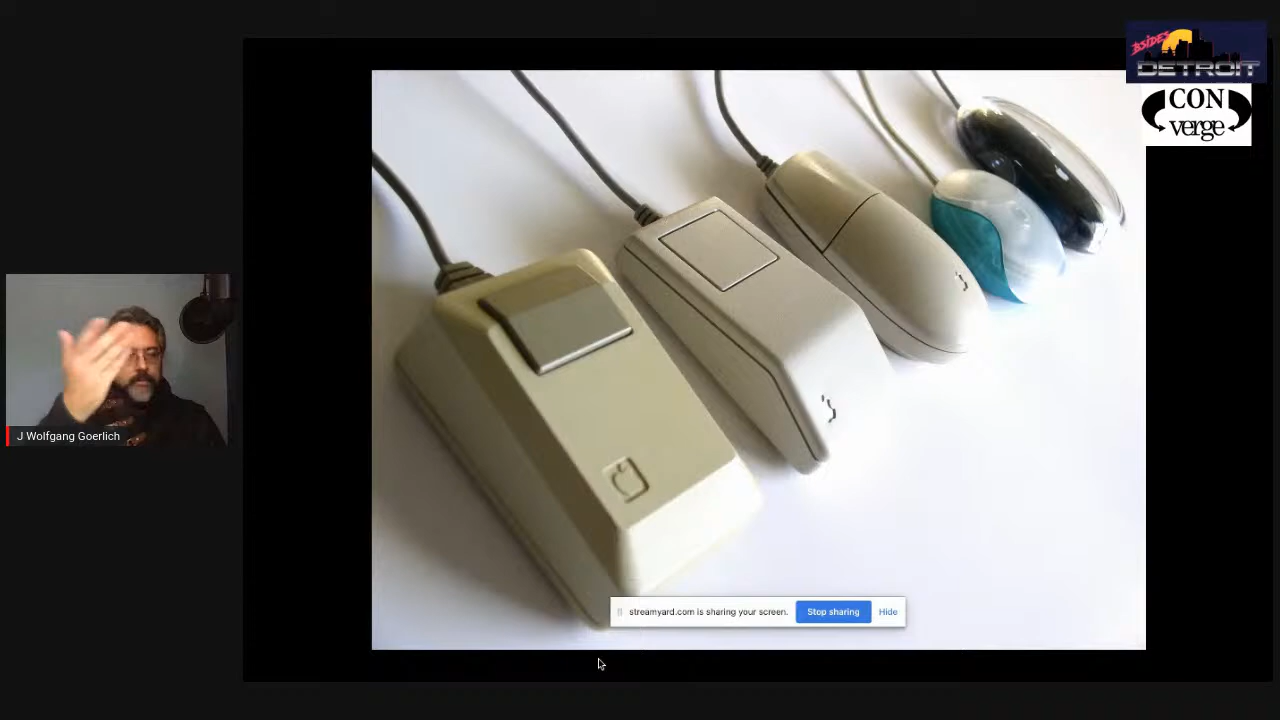 BSIDES
DETROIT
CON
verge
J Wolfgang Goerlich
streamyard.com is sharing your screen.
Stop sharing
Hide